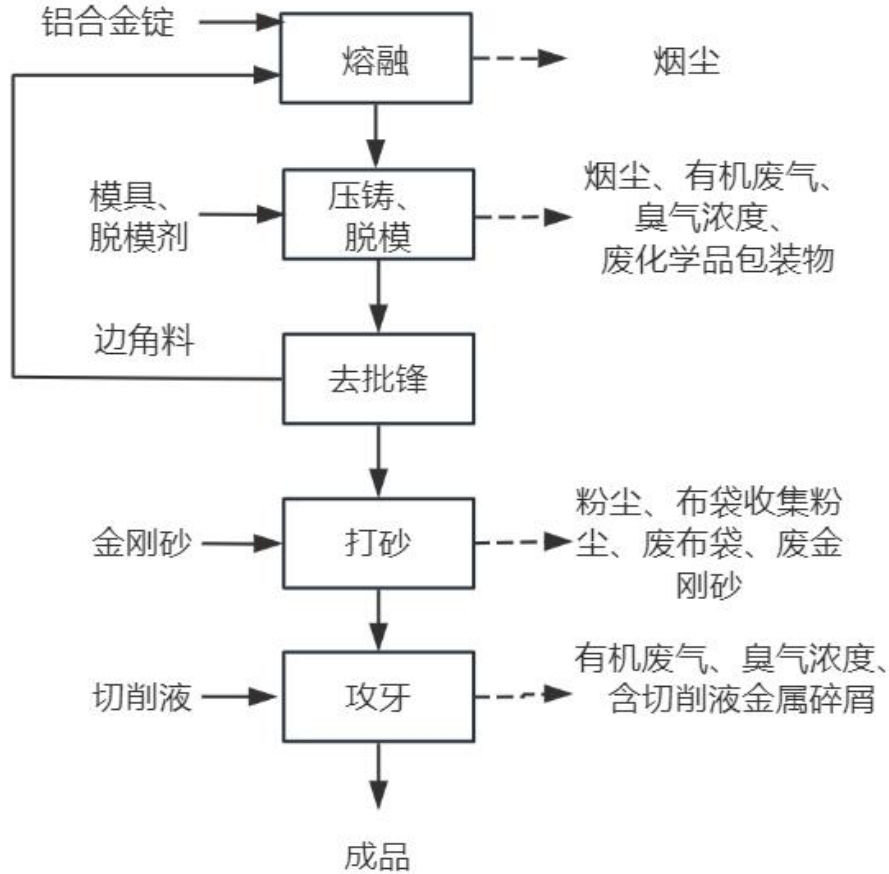 铝合金锭
熔融
烟尘
模具、
脱模剂
压铸、
脱模
烟尘、有机废气、
臭气浓度、
废化学品包装物
边角料
去批锋
金刚砂
打砂
粉尘、布袋收集粉
尘、废布袋、废金
刚砂
切削液
攻牙
有机废气、臭气浓度、
含切削液金属碎屑
成品